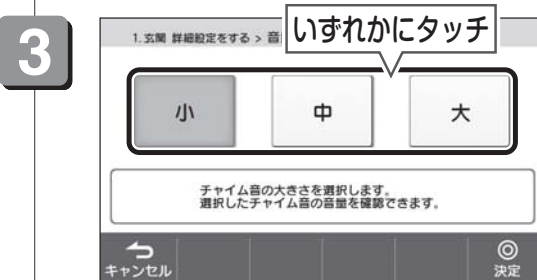 3
いずれかにタッチ
1. 玄関 詳細設定をする > 音
小
中
大
チャイム音の大きさを選択します。
選択したチャイム音の音量を確認できます。
キャンセル
決定